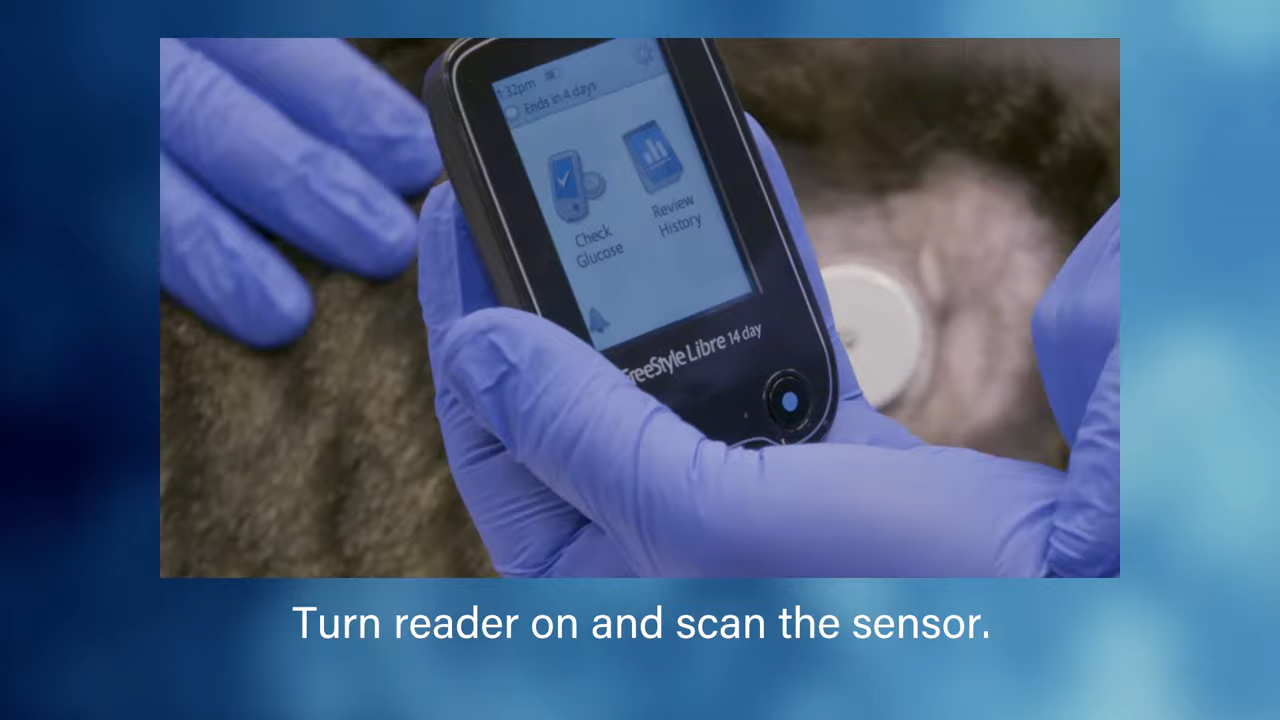 1:32pm
Ends in 4 days
Check
Glucose
Review
History
FreeStyle Libre 14 day
Turn reader on and scan the sensor.